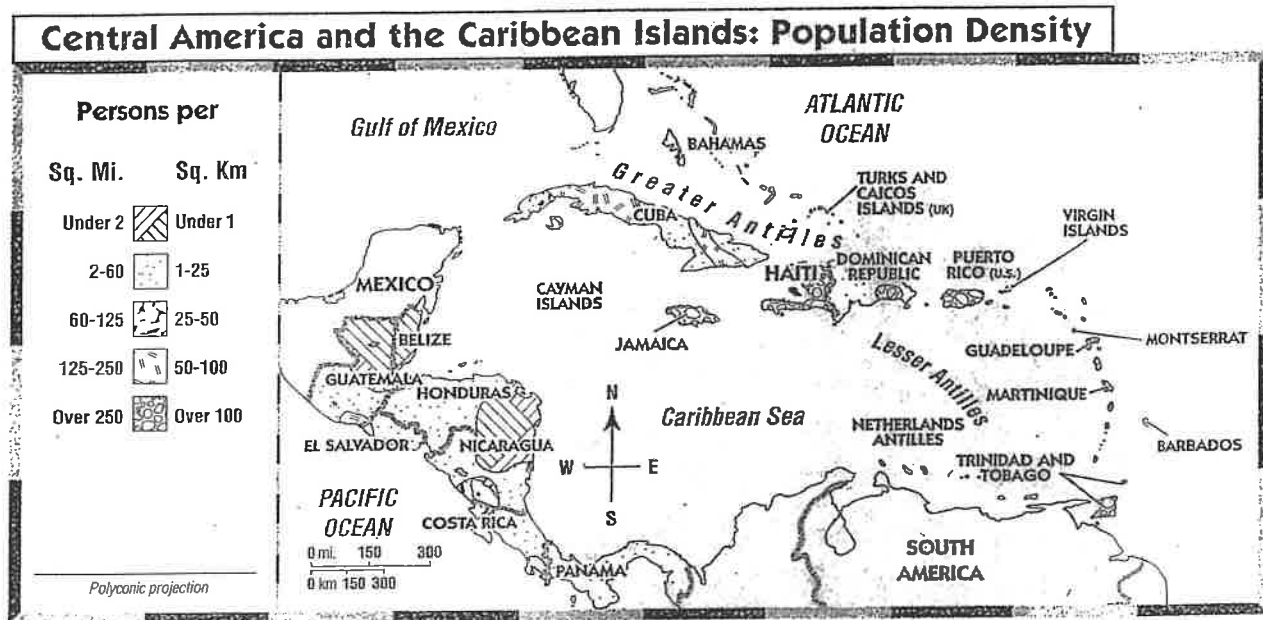 Central America and the Caribbean Islands: Population Density
Persons per
Sq. Mi. Sq. Km
Under 2 Under 1
2-60 1-25
60-125 25-50
125-250 50-100
Over 250 Over 100
Polyconic projection
Gulf of Mexico
ATLANTIC
OCEAN
BAHAMAS
Greater Antilles
TURKS AND
CAICOS
ISLANDS (UK)
CUBA
VIRGIN
ISLANDS
HAITI
DOMINICAN
REPUBLIC
PUERTO
RICO (U.S.)
MEXICO
CAYMAN
ISLANDS
JAMAICA
BELIZE
MONTSERRAT
GUADELOUPE
Lesser Antilles
MARTINIQUE
GUATEMALA
HONDURAS
Caribbean Sea
NETHERLANDS
ANTILLES
BARBADOS
EL SALVADOR
NICARAGUA
TRINIDAD AND
TOBAGO
N
W E
S
PACIFIC
OCEAN
COSTA RICA
0 mi. 150 300
0 km 150 300
PANAMA
SOUTH
AMERICA